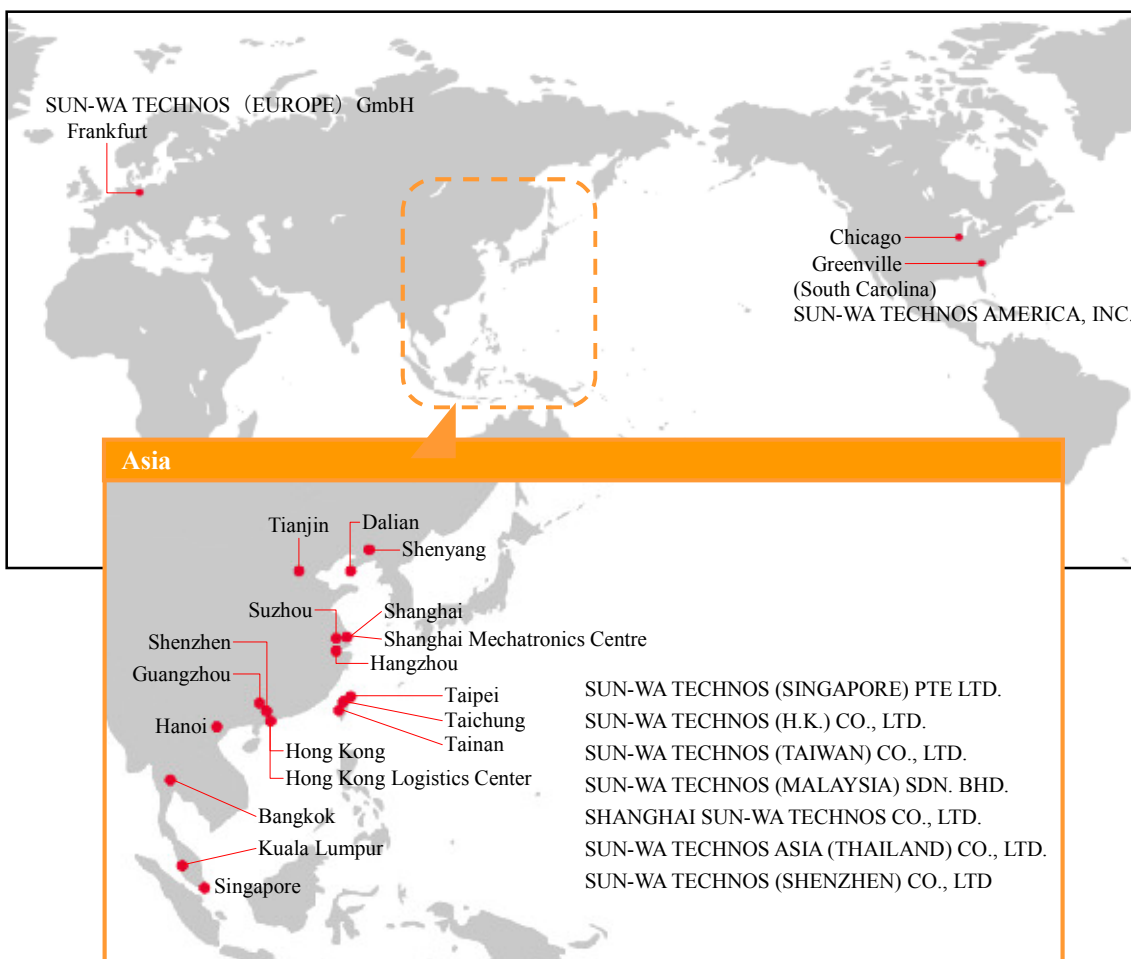 SUN-WA TECHNOS（EUROPE）GmbH
Frankfurt
Chicago
Greenville
(South Carolina)
SUN-WA TECHNOS AMERICA, INC.
Asia
Tianjin
Dalian
Shenyang
Suzhou
Shanghai
Shanghai Mechatronics Centre
Hangzhou
Shenzhen
Guangzhou
Hanoi
Taipei
Taichung
Tainan
Hong Kong
Hong Kong Logistics Center
Bangkok
Kuala Lumpur
Singapore
SUN-WA TECHNOS (SINGAPORE) PTE LTD.
SUN-WA TECHNOS (H.K.) CO., LTD.
SUN-WA TECHNOS (TAIWAN) CO., LTD.
SUN-WA TECHNOS (MALAYSIA) SDN. BHD.
SHANGHAI SUN-WA TECHNOS CO., LTD.
SUN-WA TECHNOS ASIA (THAILAND) CO., LTD.
SUN-WA TECHNOS (SHENZHEN) CO., LTD